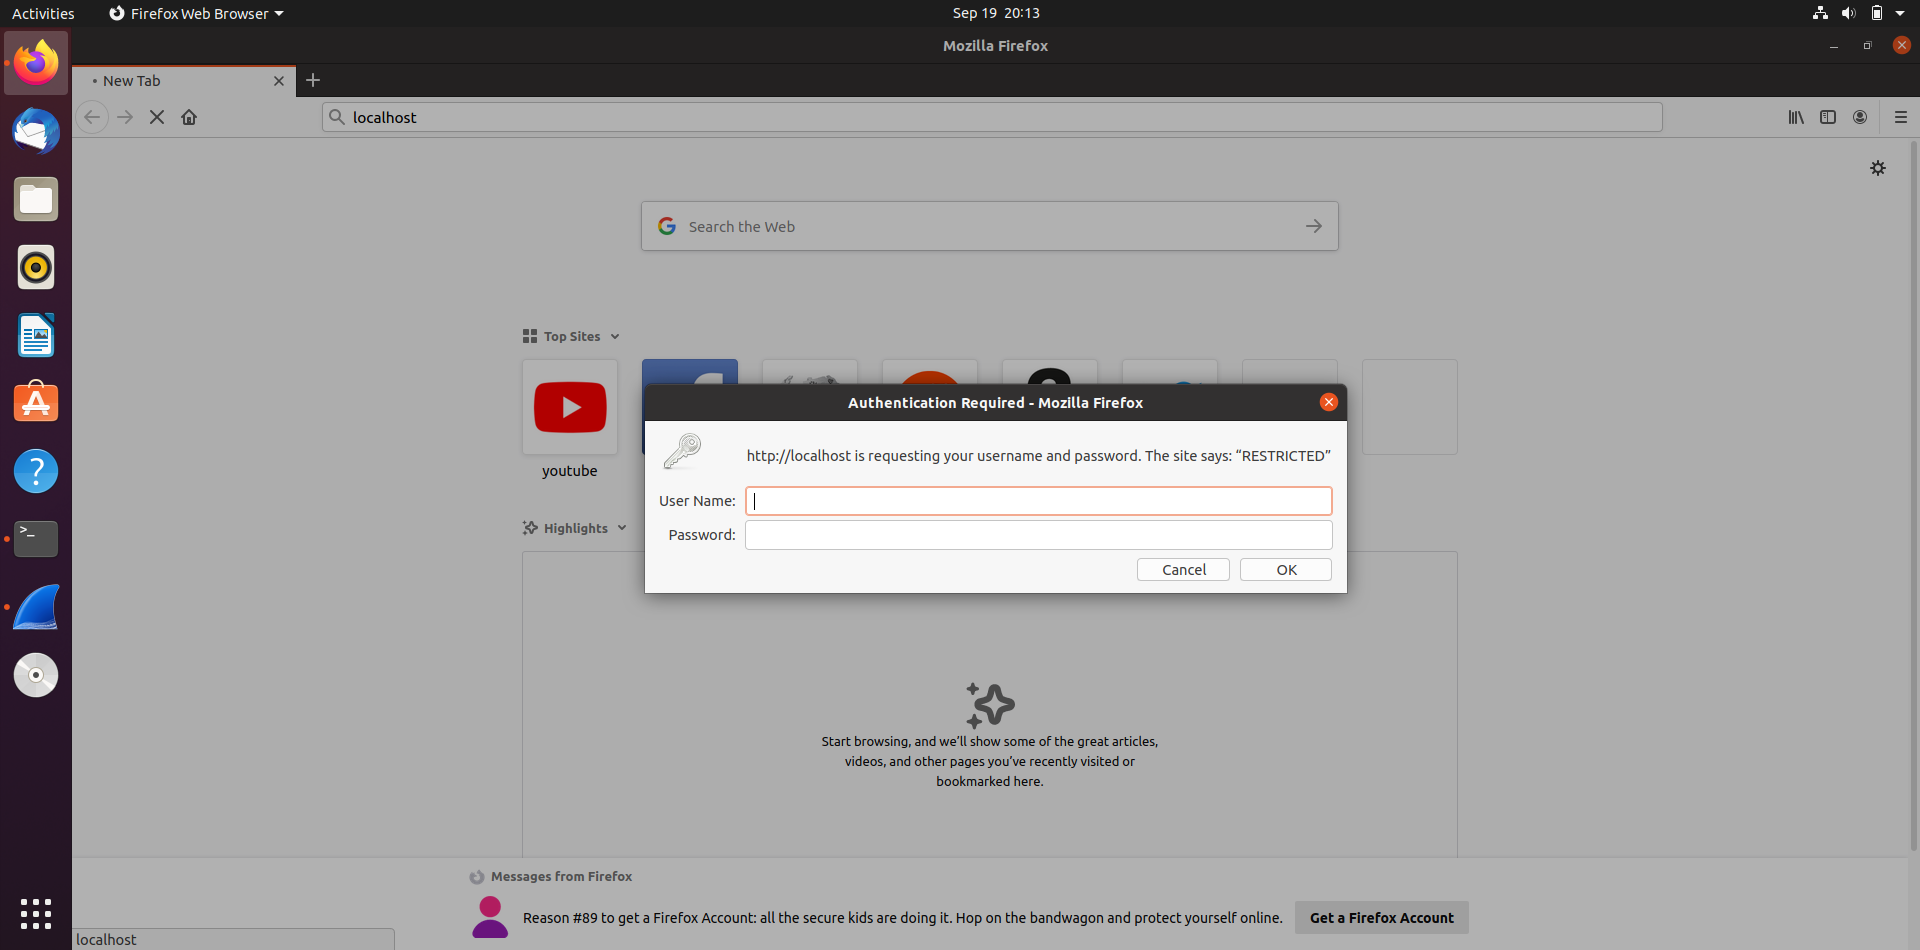 Activities
Firefox Web Browser
Sep 19 20:13
Mozilla Firefox
New Tab
localhost
Search the Web
Top Sites
youtube
Authentication Required - Mozilla Firefox
http://localhost is requesting your username and password. The site says: “RESTRICTED”
User Name:
Password:
Cancel
OK
Highlights
Start browsing, and we’ll show some of the great articles,
videos, and other pages you’ve recently visited or
bookmarked here.
Messages from Firefox
Reason #89 to get a Firefox Account: all the secure kids are doing it. Hop on the bandwagon and protect yourself online.
Get a Firefox Account
localhost